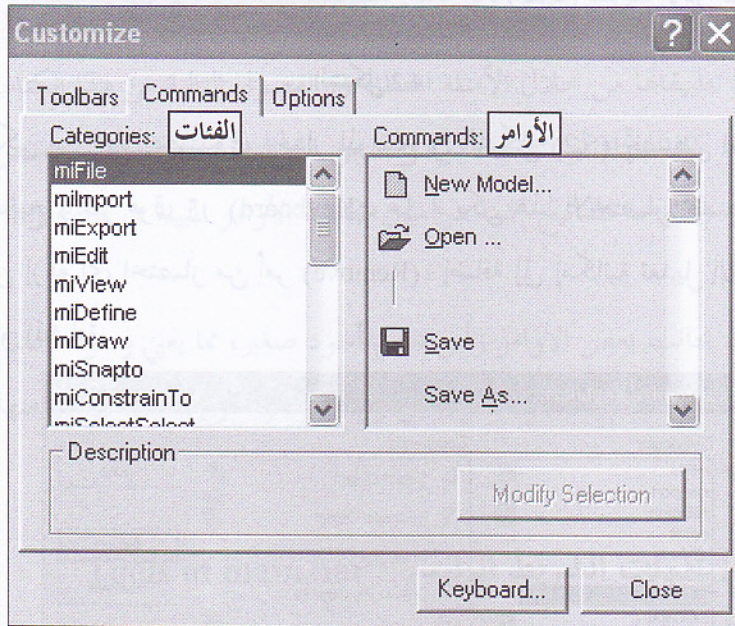 Customize
Toolbars Commands Options
Categories: الفئات
Commands: الأوامر
miFile
miImport
miExport
miEdit
miView
miDefine
miDraw
miSnapto
miConstrainTo
miSelectSelect
New Model...
Open ...
Save
Save As...
Description
Modify Selection
Keyboard...
Close